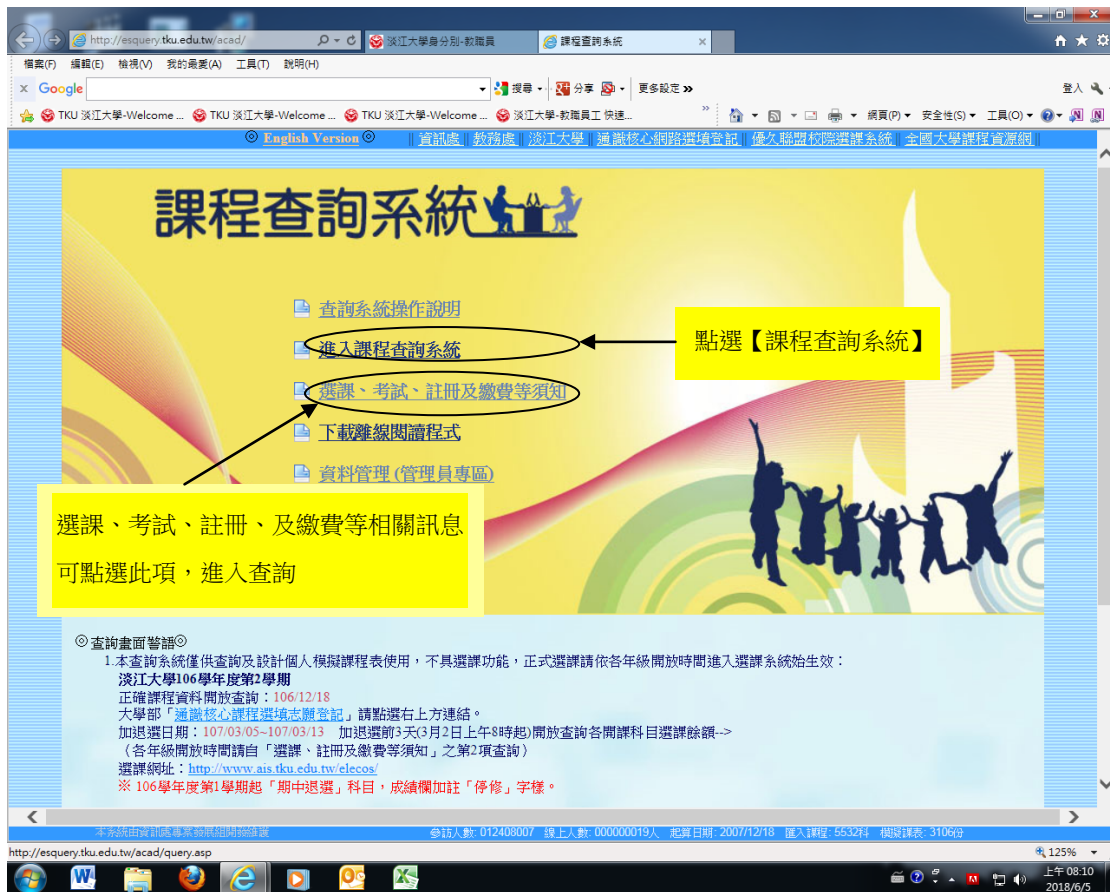 http://esquery.tku.edu.tw/acad/
淡江大學身分別-教職員
課程查詢系統
檔案(F) 編輯(E) 檢視(V) 我的最愛(A) 工具(T) 說明(H)
x Google 搜尋 分享 更多設定 » 登入
TKU 淡江大學-Welcome ... TKU 淡江大學-Welcome ... TKU 淡江大學-Welcome ... 淡江大學-教職員工 快速... » 網頁(P) 安全性(S) 工具(O)
◎ English Version ◎ || 資訊處 || 教務處 || 淡江大學 || 通識核心網路選填登記 || 優久聯盟校院選課系統 || 全國大學課程資源網 ||
課程查詢系統
查詢系統操作說明
進入課程查詢系統
點選【課程查詢系統】
選課、考試、註冊及繳費等須知
下載離線閱讀程式
資料管理(管理員專區)
選課、考試、註冊、及繳費等相關訊息
可點選此項，進入查詢
◎查詢畫面警語◎
1.本查詢系統僅供查詢及設計個人模擬課程表使用，不具選課功能，正式選課請依各年級開放時間進入選課系統始生效：
淡江大學106學年度第2學期
正確課程資料開放查詢：106/12/18
大學部「通識核心課程選填志願登記」請點選右上方連結。
加退選日期：107/03/05~107/03/13 加退選前3天(3月2日上午8時起)開放查詢各開課科目選課餘額-->
（各年級開放時間請自「選課、註冊及繳費等須知」之第2項查詢）
選課網址：http://www.ais.tku.edu.tw/elecos/
※ 106學年度第1學期起「期中退選」科目，成績欄加註「停修」字樣。
本系統由資訊處專案發展組開發維護 參訪人數: 012408007 線上人數: 000000019人 起算日期: 2007/12/18 匯入課程: 5532科 模擬課表: 3106份
http://esquery.tku.edu.tw/acad/query.asp
125%
上午 08:10
2018/6/5